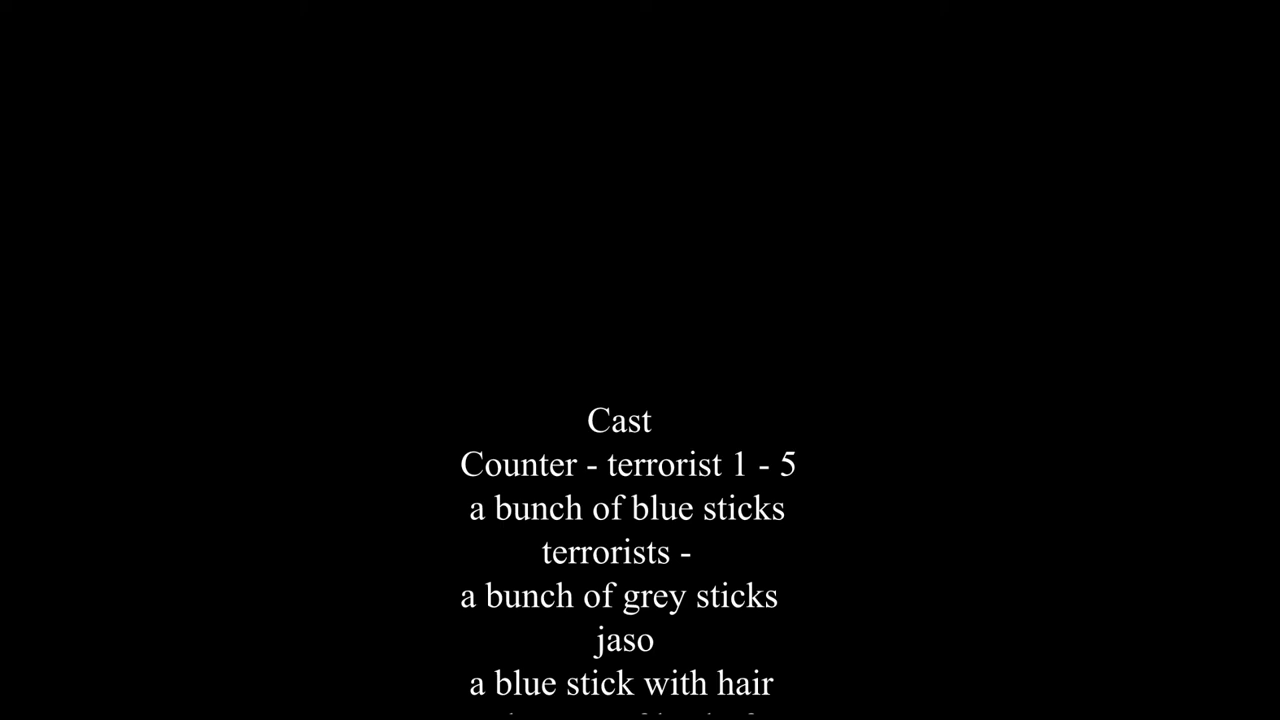 Cast
Counter - terrorist 1 - 5
a bunch of blue sticks
terrorists -
a bunch of grey sticks
jaso
a blue stick with hair